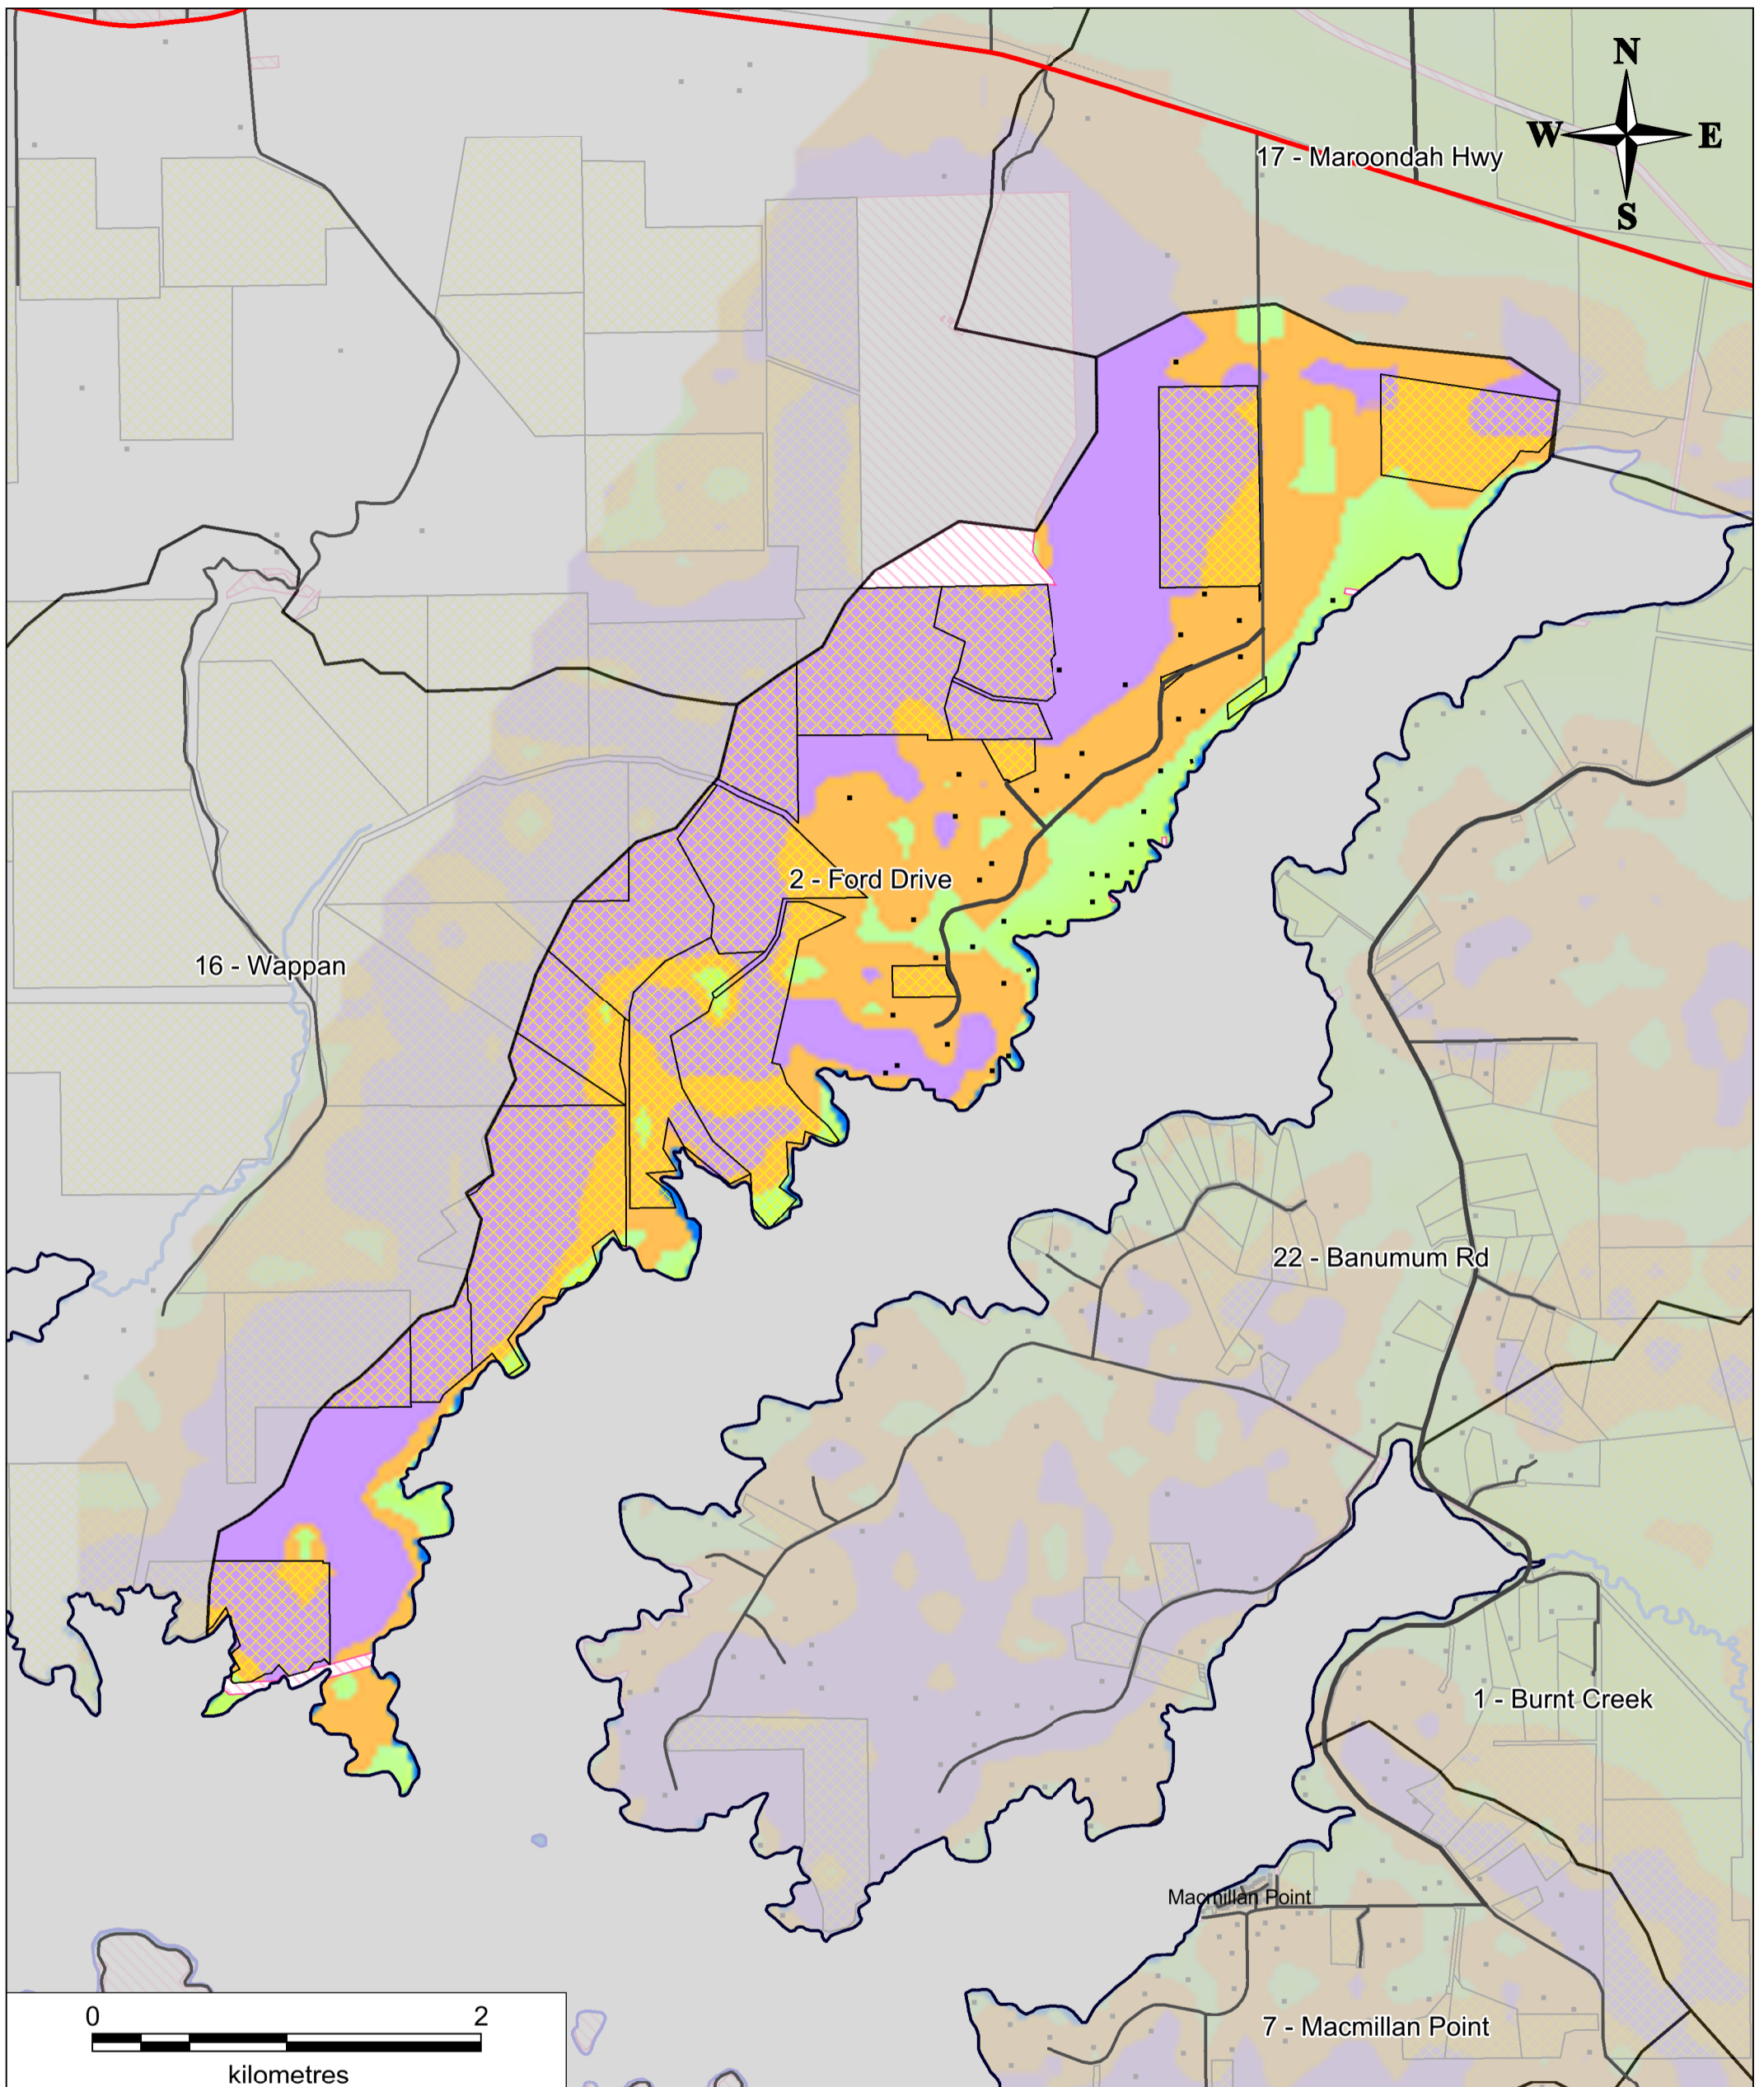 N
W E
S
17 - Maroondah Hwy
2 - Ford Drive
16 - Wappan
22 - Banumum Rd
1 - Burnt Creek
Macmillan Point
7 - Macmillan Point
0 2
kilometres